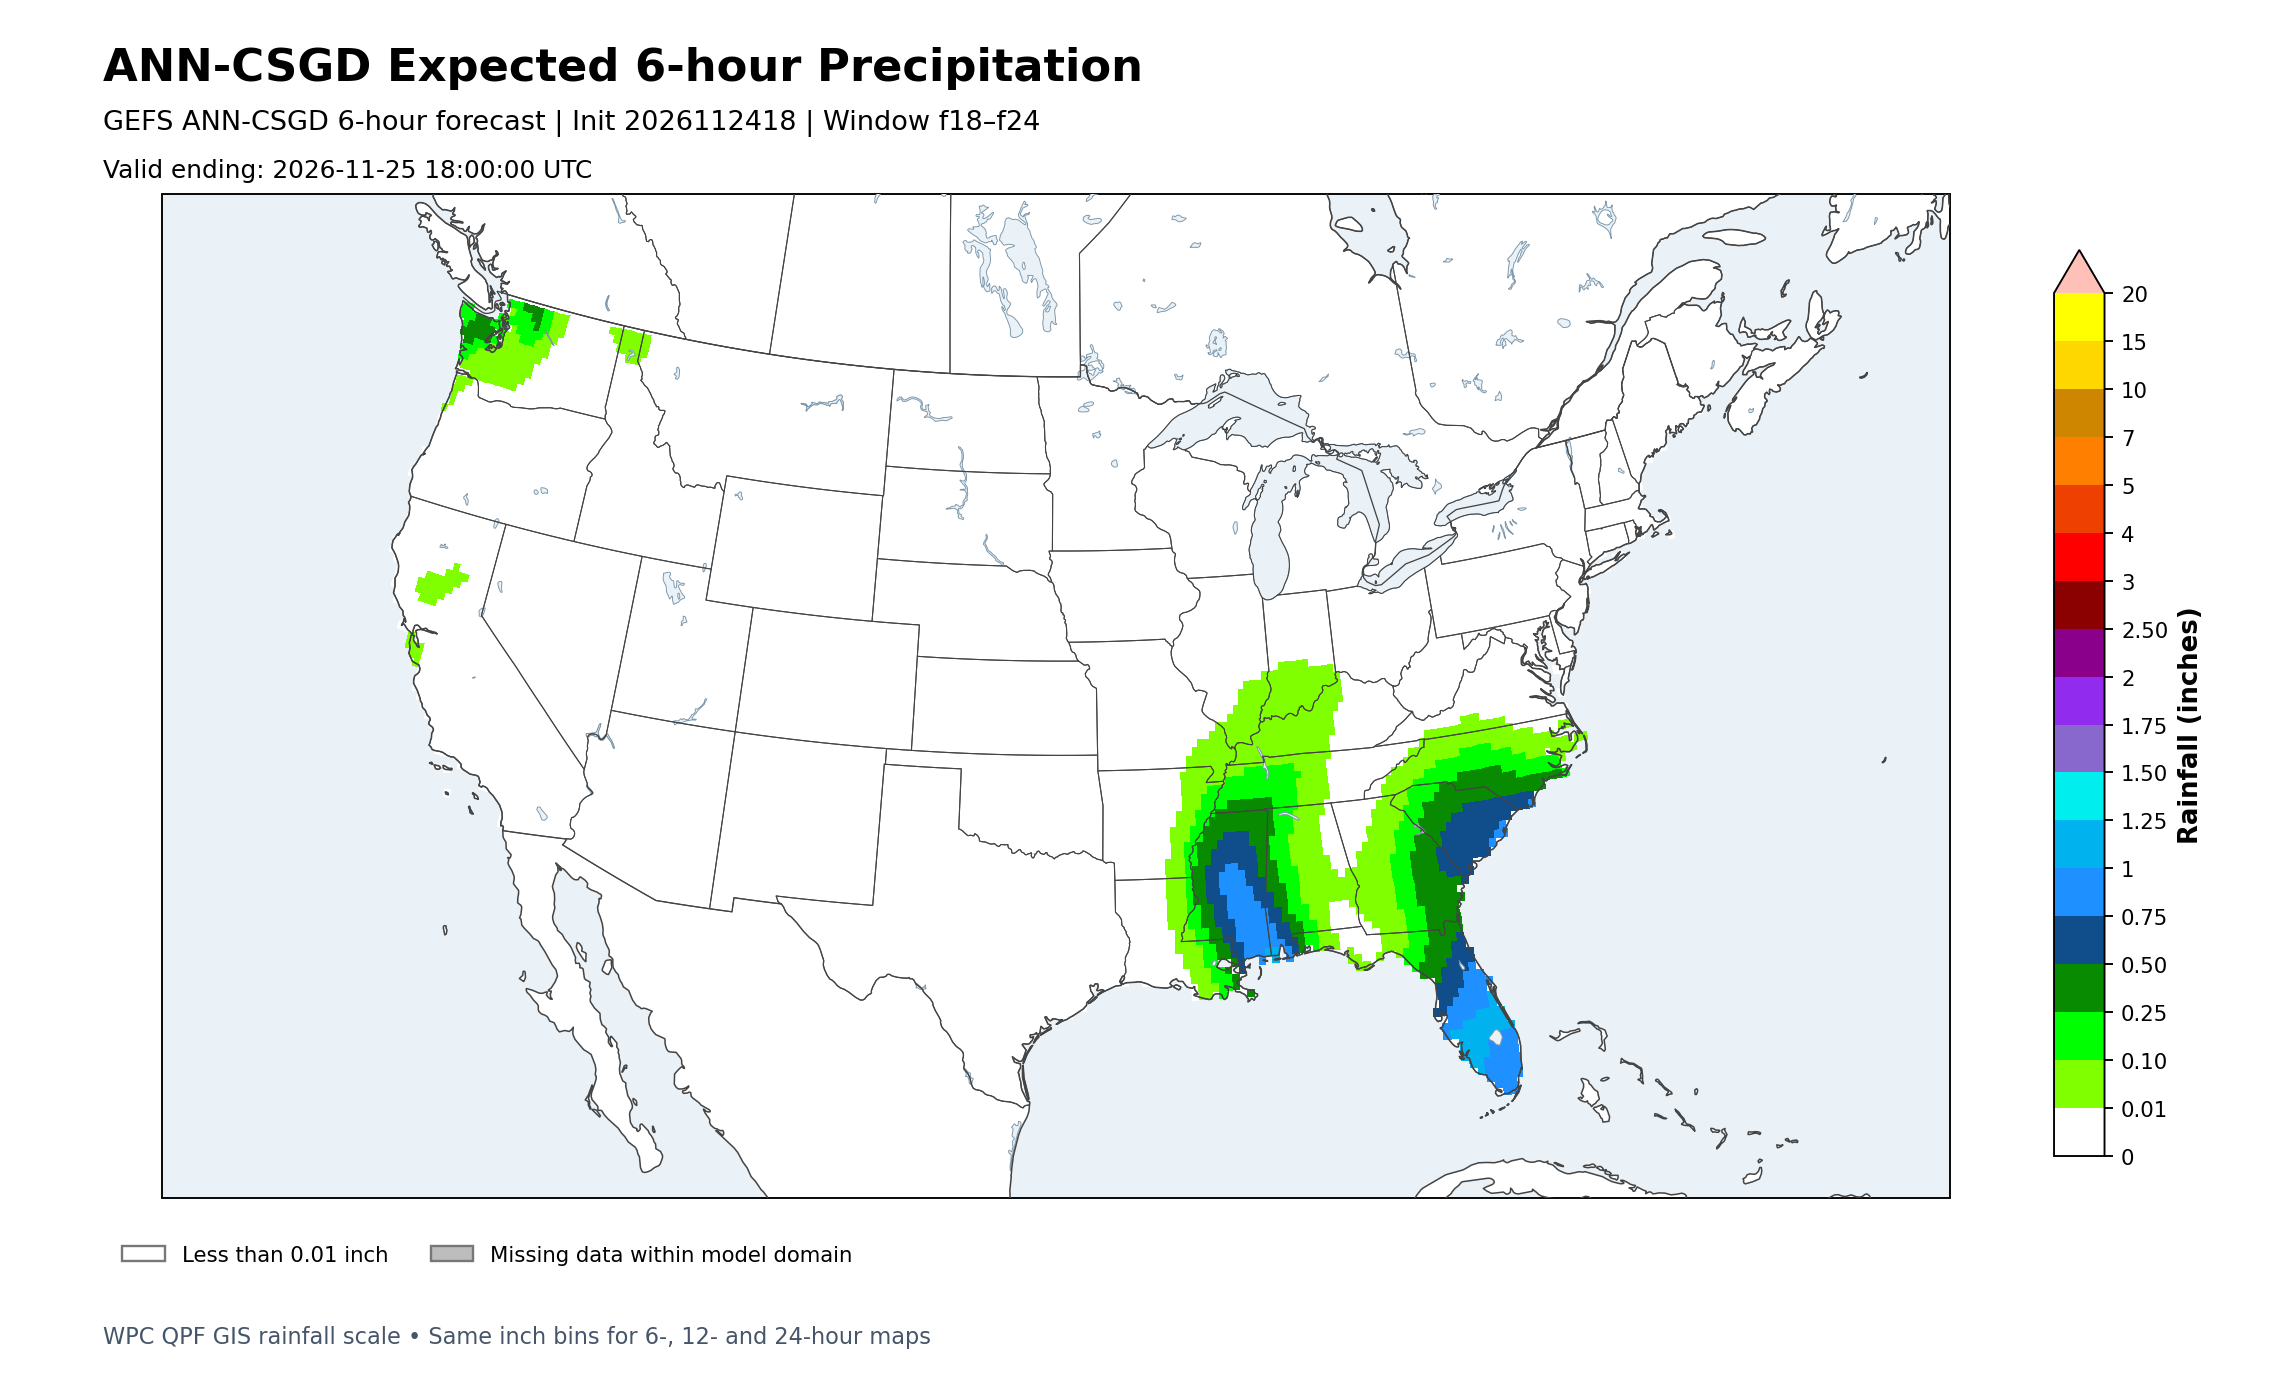 ANN-CSGD Expected 6-hour Precipitation
GEFS ANN-CSGD 6-hour forecast | Init 2026112418 | Window f18–f24
Valid ending: 2026-11-25 18:00:00 UTC
20
15
10
7
5
4
3
2.50
2
1.75
1.50
1.25
1
0.75
0.50
0.25
0.10
0.01
0
Rainfall (inches)
Less than 0.01 inch
Missing data within model domain
WPC QPF GIS rainfall scale • Same inch bins for 6-, 12- and 24-hour maps